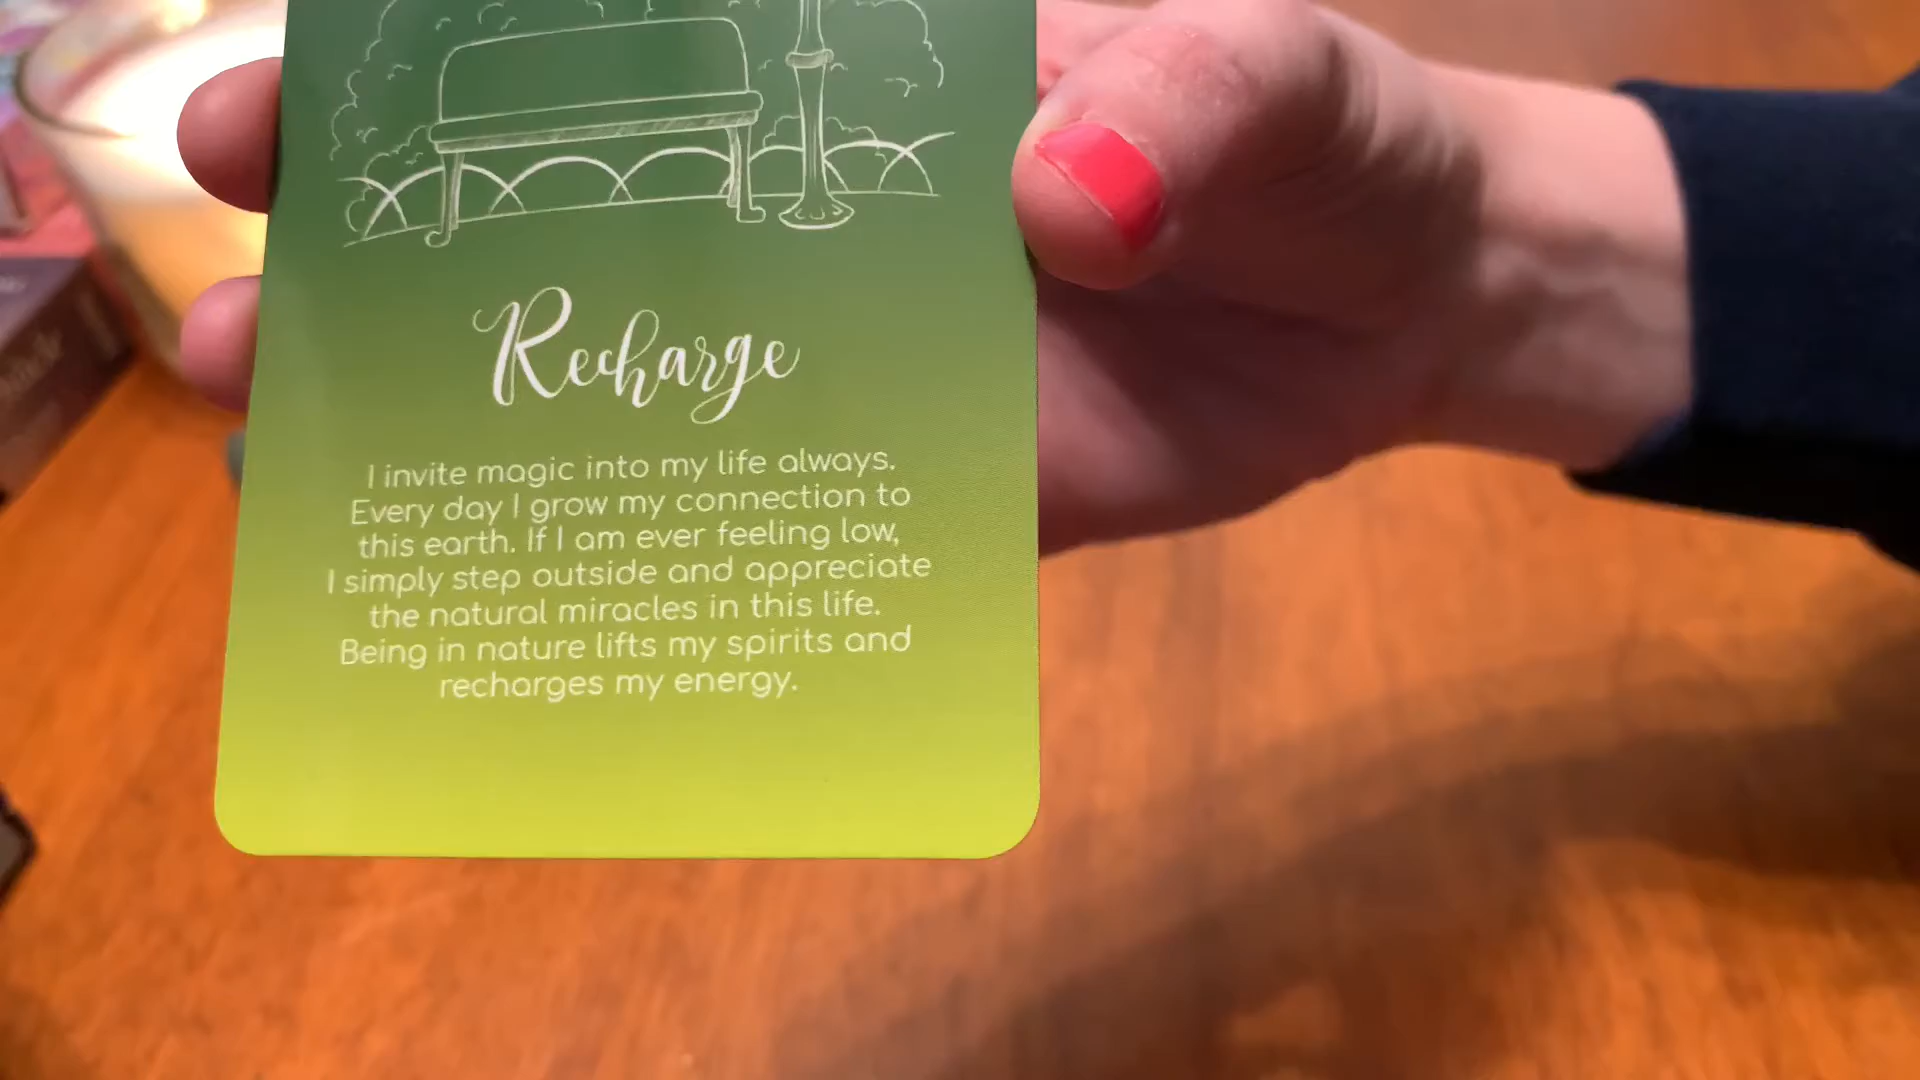 Recharge
I invite magic into my life always.
Every day I grow my connection to
this earth. If I am ever feeling low,
I simply step outside and appreciate
the natural miracles in this life.
Being in nature lifts my spirits and
recharges my energy.